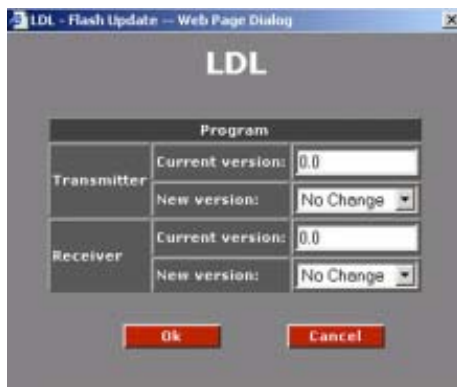 LDL - Flash Update -- Web Page Dialog
LDL
Program
Transmitter
Current version: 0.0
New version: No Change
Receiver
Current version: 0.0
New version: No Change
Ok
Cancel